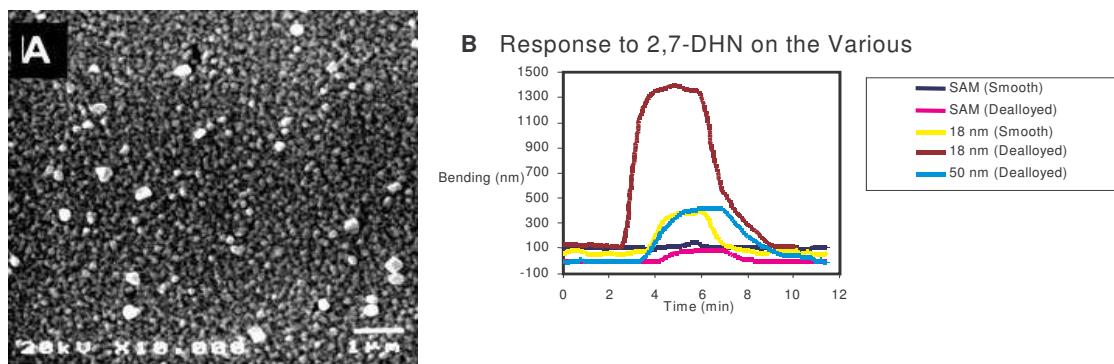 A
20kV X10,000 1μm
B Response to 2,7-DHN on the Various
1500
1300
1100
900
700
500
300
100
-100
Bending (nm)
0 2 4 6 8 10 12
Time (min)
SAM (Smooth)
SAM (Dealloyed)
18 nm (Smooth)
18 nm (Dealloyed)
50 nm (Dealloyed)